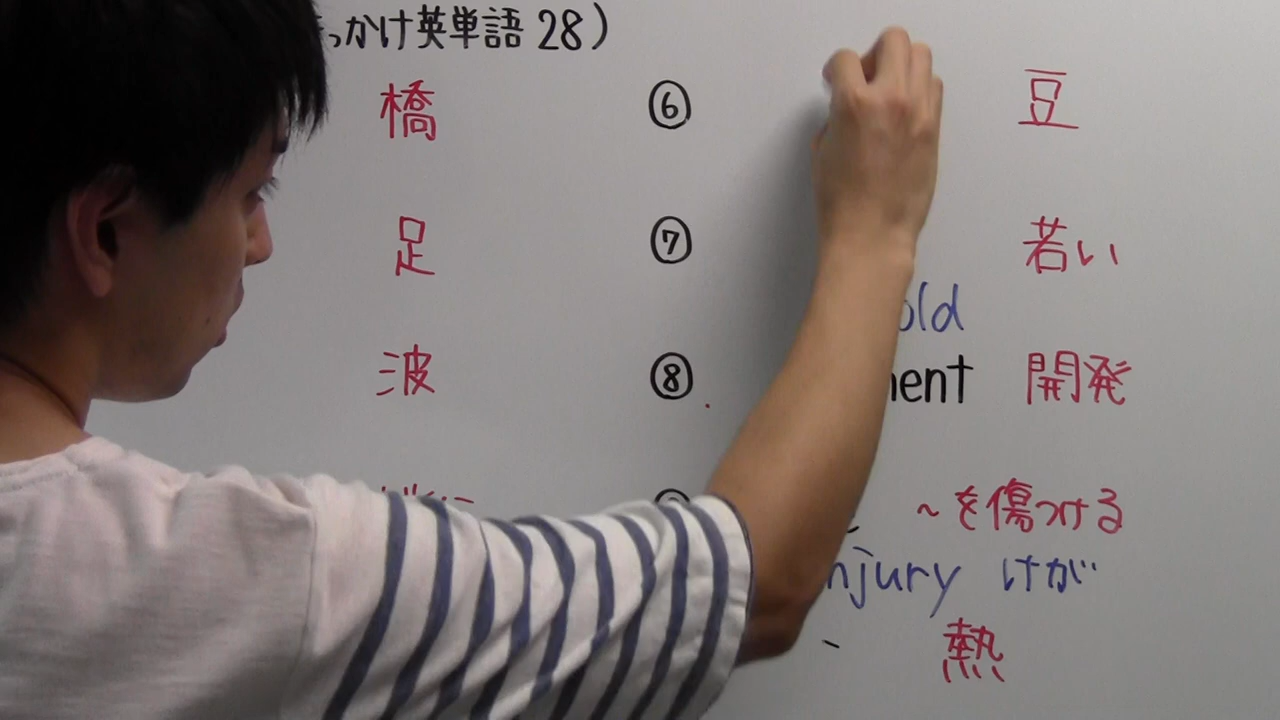 っかけ英単語 28)
橋 ⑥ 豆
足 ⑦ 若い
old
波 ⑧ ment 開発
~を傷つける
njury けが
熱